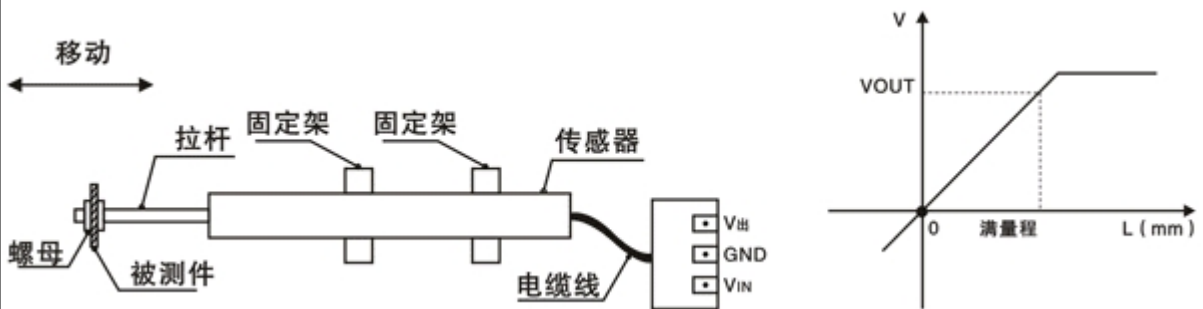 移动
拉杆
固定架
固定架
传感器
螺母
被测件
电缆线
V出
GND
VIN
V
VOUT
0
满量程
L(mm)